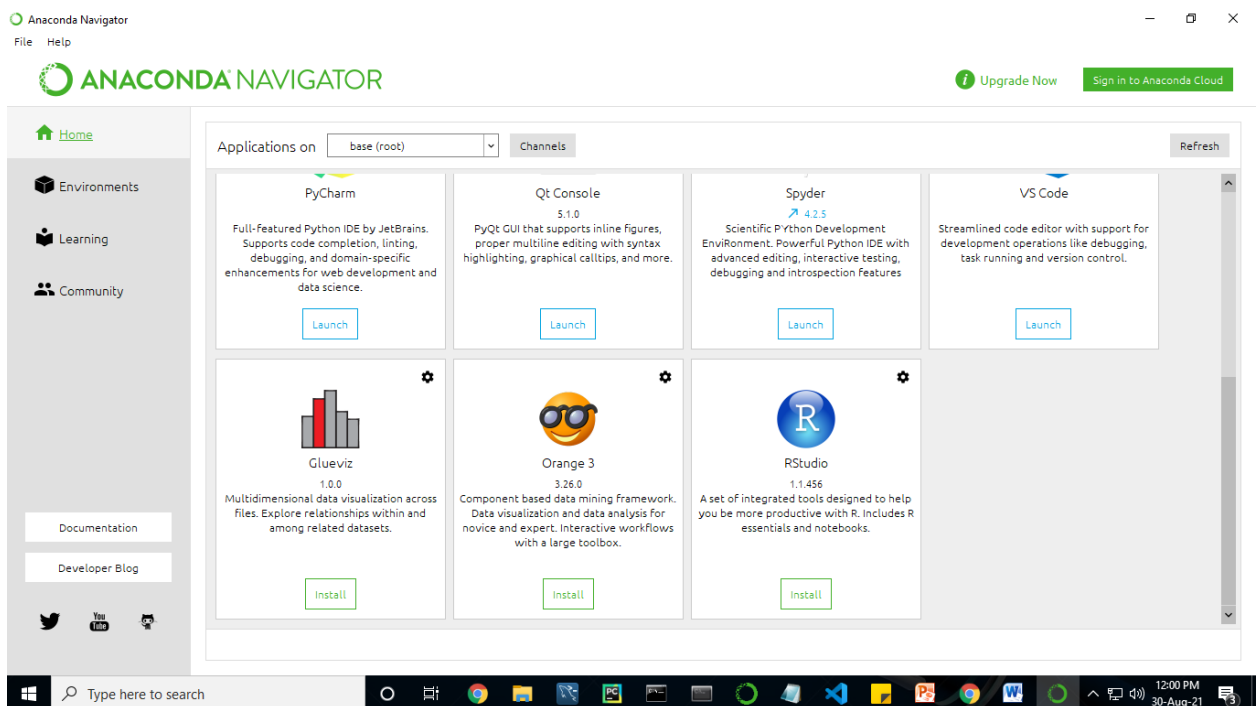 Anaconda Navigator
File Help
ANACONDA NAVIGATOR
Upgrade Now
Sign in to Anaconda Cloud
Home
Environments
Learning
Community
Documentation
Developer Blog
You
Tube
Applications on base (root) Channels Refresh
PyCharm
Full-featured Python IDE by JetBrains.
Supports code completion, linting,
debugging, and domain-specific
enhancements for web development and
data science.
Launch
Qt Console
5.1.0
PyQt GUI that supports inline figures,
proper multiline editing with syntax
highlighting, graphical calltips, and more.
Launch
Spyder
4.2.5
Scientific PYthon Development
EnviRonment. Powerful Python IDE with
advanced editing, interactive testing,
debugging and introspection features
Launch
VS Code
Streamlined code editor with support for
development operations like debugging,
task running and version control.
Launch
Glueviz
1.0.0
Multidimensional data visualization across
files. Explore relationships within and
among related datasets.
Install
Orange 3
3.26.0
Component based data mining framework.
Data visualization and data analysis for
novice and expert. Interactive workflows
with a large toolbox.
Install
R
RStudio
1.1.456
A set of integrated tools designed to help
you be more productive with R. Includes R
essentials and notebooks.
Install
Type here to search
PC
P
W
12:00 PM
30-Aug-21
3